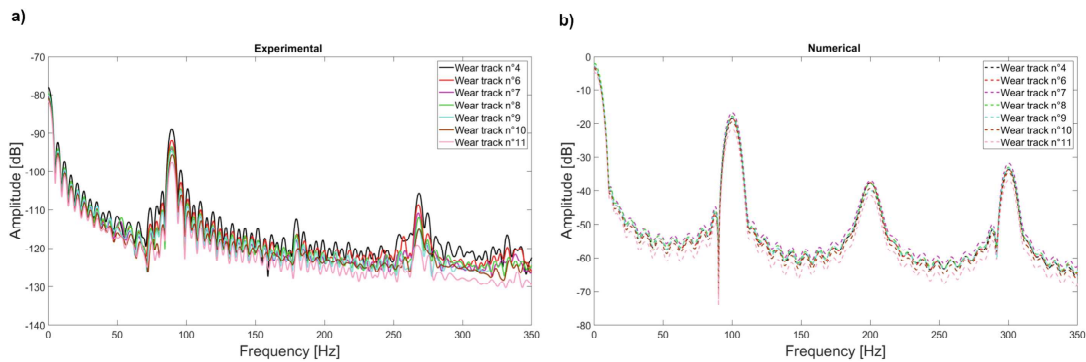 a)
Experimental
Amplitude [dB]
-70
-80
-90
-100
-110
-120
-130
-140
0
50
100
150
200
250
300
350
Frequency [Hz]
Wear track n°4
Wear track n°6
Wear track n°7
Wear track n°8
Wear track n°9
Wear track n°10
Wear track n°11
b)
Numerical
Amplitude [dB]
0
-10
-20
-30
-40
-50
-60
-70
-80
0
50
100
150
200
250
300
350
Frequency [Hz]
Wear track n°4
Wear track n°6
Wear track n°7
Wear track n°8
Wear track n°9
Wear track n°10
Wear track n°11